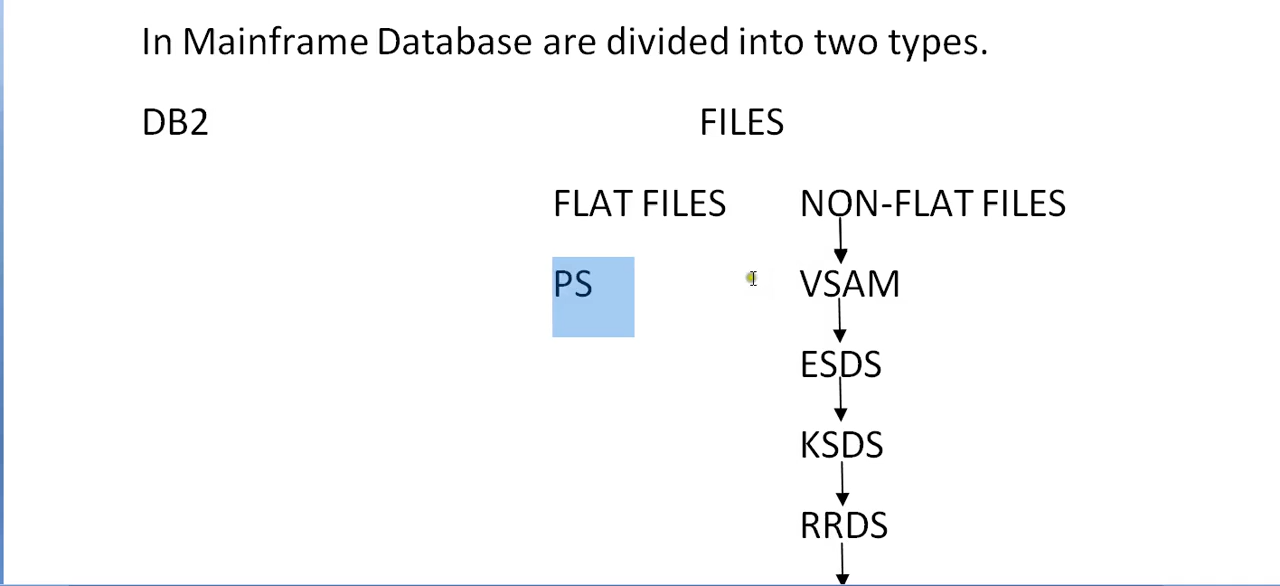 In Mainframe Database are divided into two types.
DB2 FILES
FLAT FILES NON-FLAT FILES
PS VSAM
ESDS
KSDS
RRDS